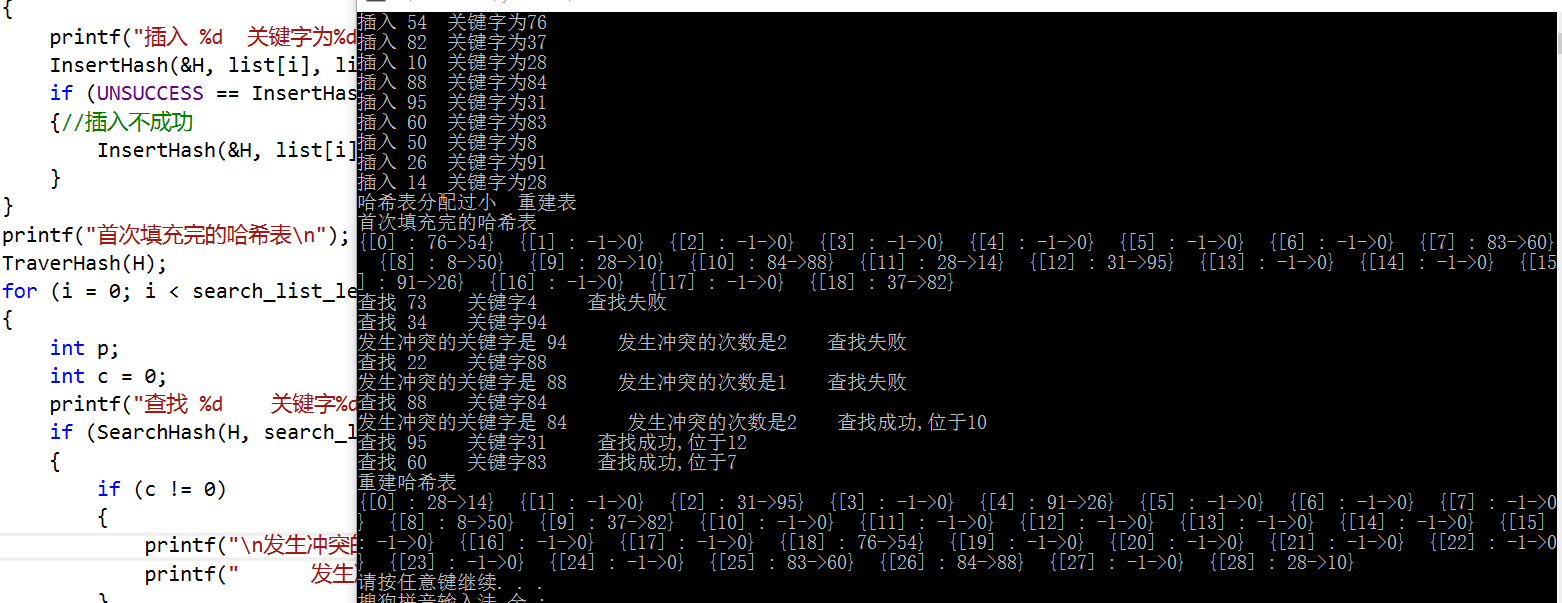 {
printf("插入 %d  关键字为%d
InsertHash(&H, list[i], li
if (UNSUCCESS == InsertHas
{//插入不成功
InsertHash(&H, list[i]
}
}
printf("首次填充完的哈希表\n");
TraverHash(H);
for (i = 0; i < search_list_le
{
int p;
int c = 0;
printf("查找 %d    关键字%d
if (SearchHash(H, search_l
{
if (c != 0)
{
printf("\n发生冲突的
printf("      发生
}
插入 54  关键字为76
插入 82  关键字为37
插入 10  关键字为28
插入 88  关键字为84
插入 95  关键字为31
插入 60  关键字为83
插入 50  关键字为8
插入 26  关键字为91
插入 14  关键字为28
哈希表分配过小  重建表
首次填充完的哈希表
{[0] : 76->54}  {[1] : -1->0}  {[2] : -1->0}  {[3] : -1->0}  {[4] : -1->0}  {[5] : -1->0}  {[6] : -1->0}  {[7] : 83->60}
{[8] : 8->50}  {[9] : 28->10}  {[10] : 84->88}  {[11] : 28->14}  {[12] : 31->95}  {[13] : -1->0}  {[14] : -1->0}  {[15
] : 91->26}  {[16] : -1->0}  {[17] : -1->0}  {[18] : 37->82}
查找 73    关键字4     查找失败
查找 34    关键字94
发生冲突的关键字是 94     发生冲突的次数是2    查找失败
查找 22    关键字88
发生冲突的关键字是 88     发生冲突的次数是1    查找失败
查找 88    关键字84
发生冲突的关键字是 84      发生冲突的次数是2    查找成功,位于10
查找 95    关键字31     查找成功,位于12
查找 60    关键字83     查找成功,位于7
重建哈希表
{[0] : 28->14}  {[1] : -1->0}  {[2] : 31->95}  {[3] : -1->0}  {[4] : 91->26}  {[5] : -1->0}  {[6] : -1->0}  {[7] : -1->0
}  {[8] : 8->50}  {[9] : 37->82}  {[10] : -1->0}  {[11] : -1->0}  {[12] : -1->0}  {[13] : -1->0}  {[14] : -1->0}  {[15]
: -1->0}  {[16] : -1->0}  {[17] : -1->0}  {[18] : 76->54}  {[19] : -1->0}  {[20] : -1->0}  {[21] : -1->0}  {[22] : -1->0
}  {[23] : -1->0}  {[24] : -1->0}  {[25] : 83->60}  {[26] : 84->88}  {[27] : -1->0}  {[28] : 28->10}
请按任意键继续. . .
搜狗拼音输入法 全 :